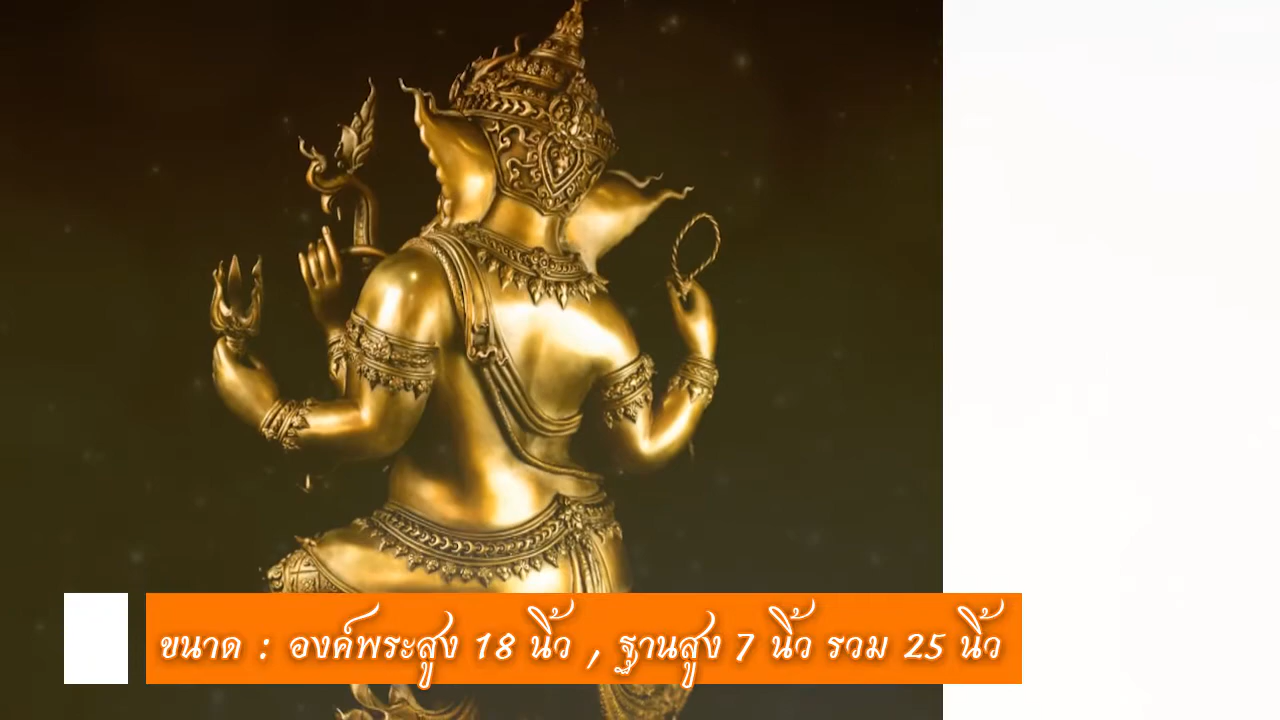 ขนาด : องค์พระสูง 18 นิ้ว , ฐานสูง 7 นิ้ว รวม 25 นิ้ว